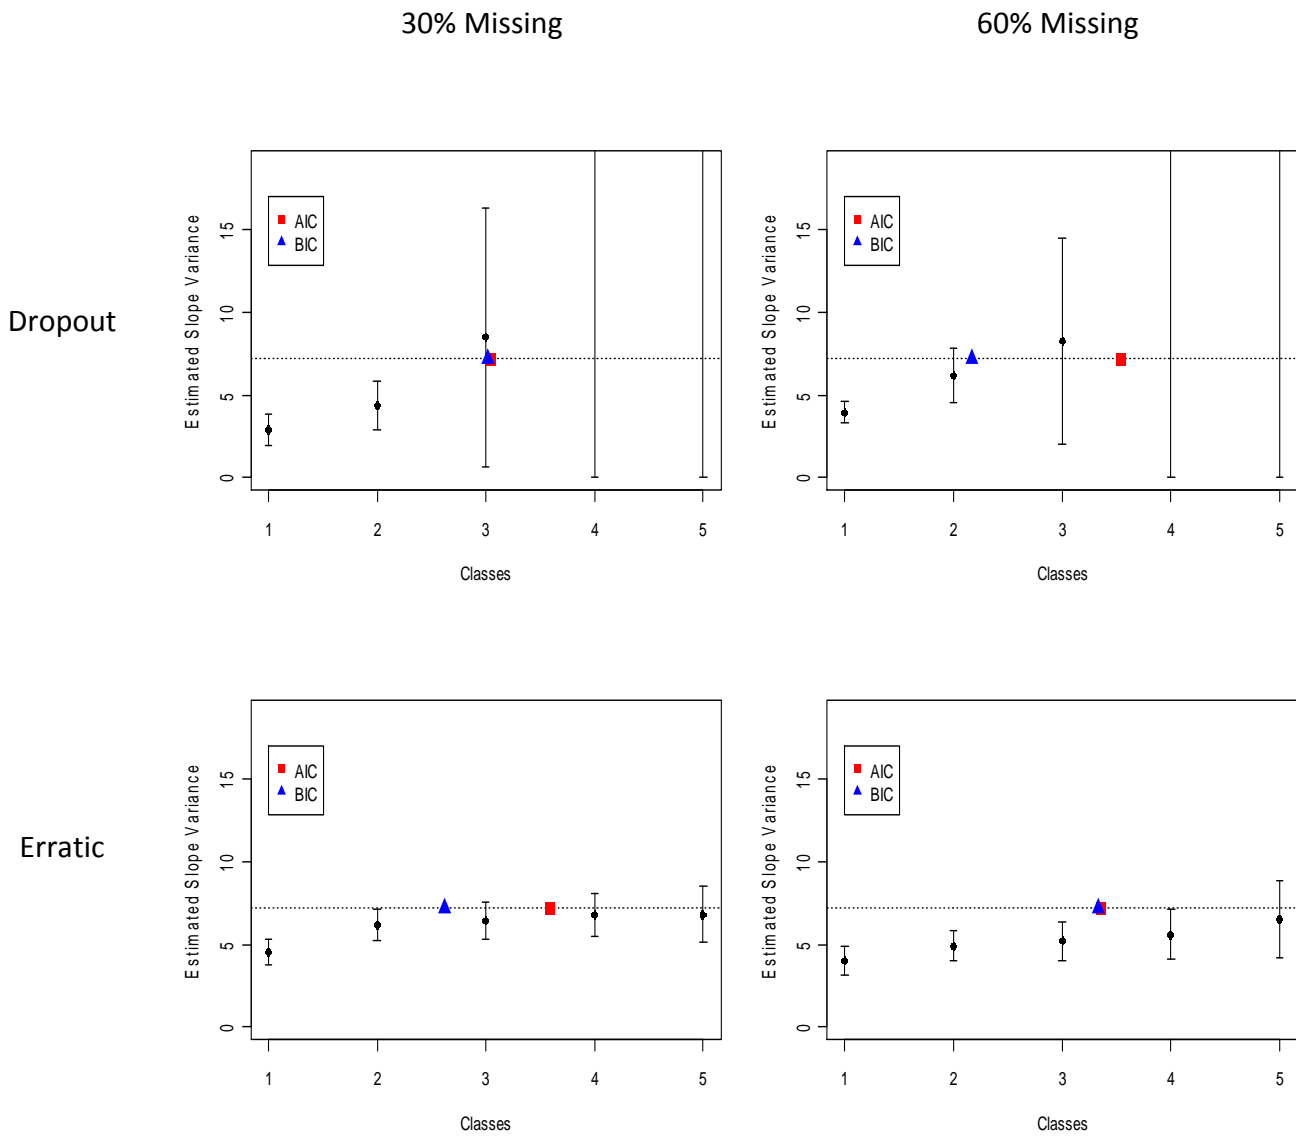 30% Missing
60% Missing
Dropout
Estimated Slope Variance
15
10
5
0
AIC
BIC
1 2 3 4 5
Classes
Estimated Slope Variance
15
10
5
0
AIC
BIC
1 2 3 4 5
Classes
Erratic
Estimated Slope Variance
15
10
5
0
AIC
BIC
1 2 3 4 5
Classes
Estimated Slope Variance
15
10
5
0
AIC
BIC
1 2 3 4 5
Classes